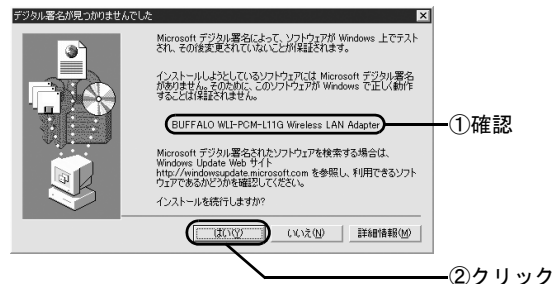 デジタル署名が見つかりませんでした
Microsoft デジタル署名によって、ソフトウェアが Windows 上でテスト
され、その後変更されていないことが保証されます。
インストールしようとしているソフトウェアには Microsoft デジタル署名
がありません。そのために、このソフトウェアが Windows で正しく動作
することは保証されません。
BUFFALO WLI-PCM-L11G Wireless LAN Adapter
①確認
Microsoft デジタル署名されたソフトウェアを検索する場合は、
Windows Update Web サイト
http://windowsupdate.microsoft.com を参照し、利用できるソフト
ウェアであるかどうかを確認してください。
インストールを続行しますか?
はい(Y) いいえ(N) 詳細情報(M)
②クリック